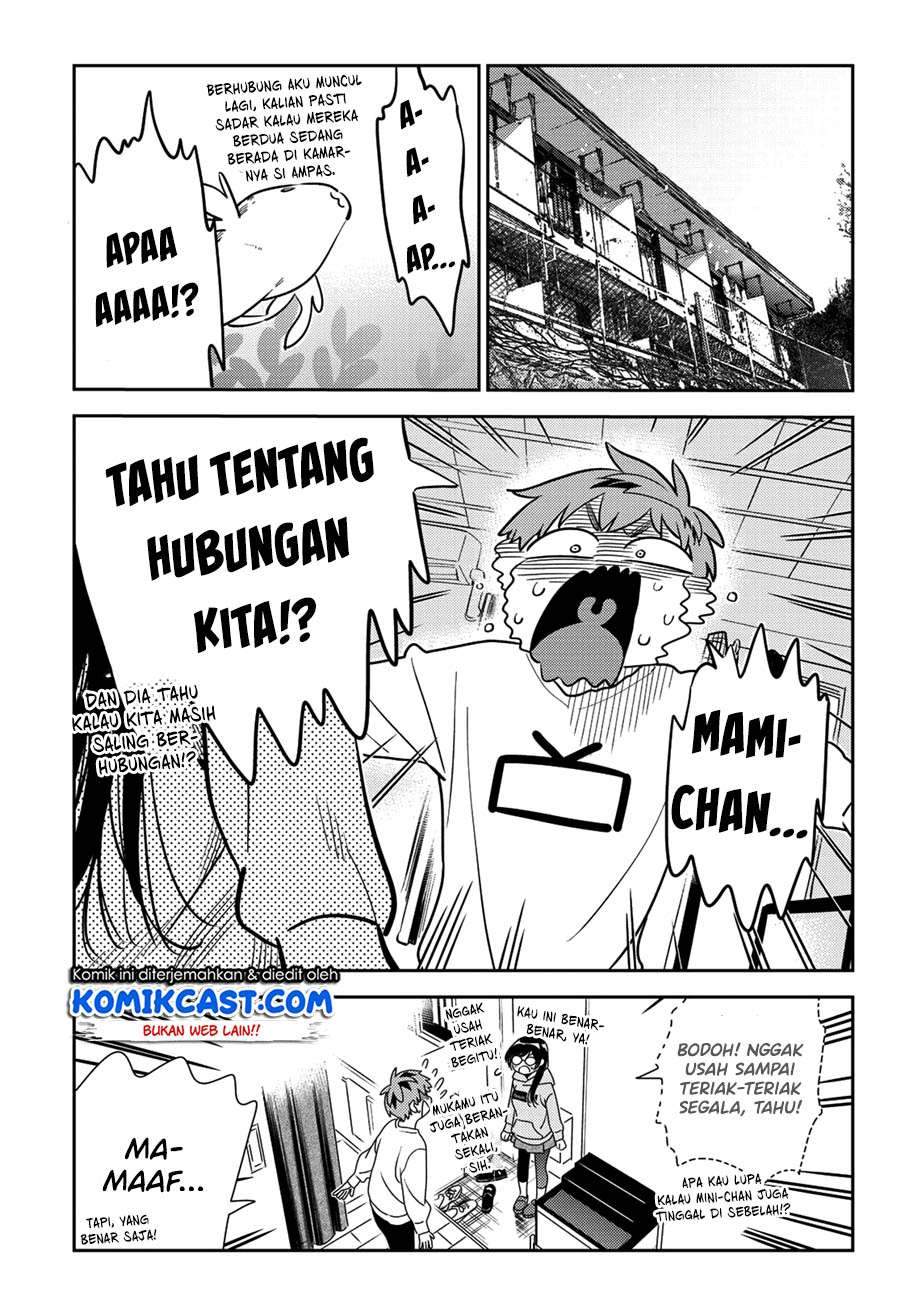 A-
A-
A-
AP...
BERHUBUNG AKU MUNCUL
LAGI, KALIAN PASTI
SADAR KALAU MEREKA
BERDUA SEDANG
BERADA DI KAMAR-
NYA SI AMPAS.
APAA
AAAA!?
MAMI-
CHAN...
TAHU TENTANG
HUBUNGAN
KITA!?
DAN DIA TAHU
KALAU KITA MASIH
SALING BER-
HUBUNGAN!?
Komik ini diterjemahkan & diedit oleh
KOMIKCAST.COM
BUKAN WEB LAIN!!
BODOH! NGGAK
USAH SAMPAI
TERIAK-TERIAK
SEGALA, TAHU!
APA KAU LUPA
KALAU MINI-CHAN JUGA
TINGGAL DI SEBELAH!?
KAU INI BENAR-
BENAR, YA!
NGGAK
USAH
TERIAK
BEGITU!
MUKAMU ITU
JUGA BERAN-
TAKAN
SEKALI,
SIH.
MA-
MAAF...
TAPI, YANG
BENAR SAJA!